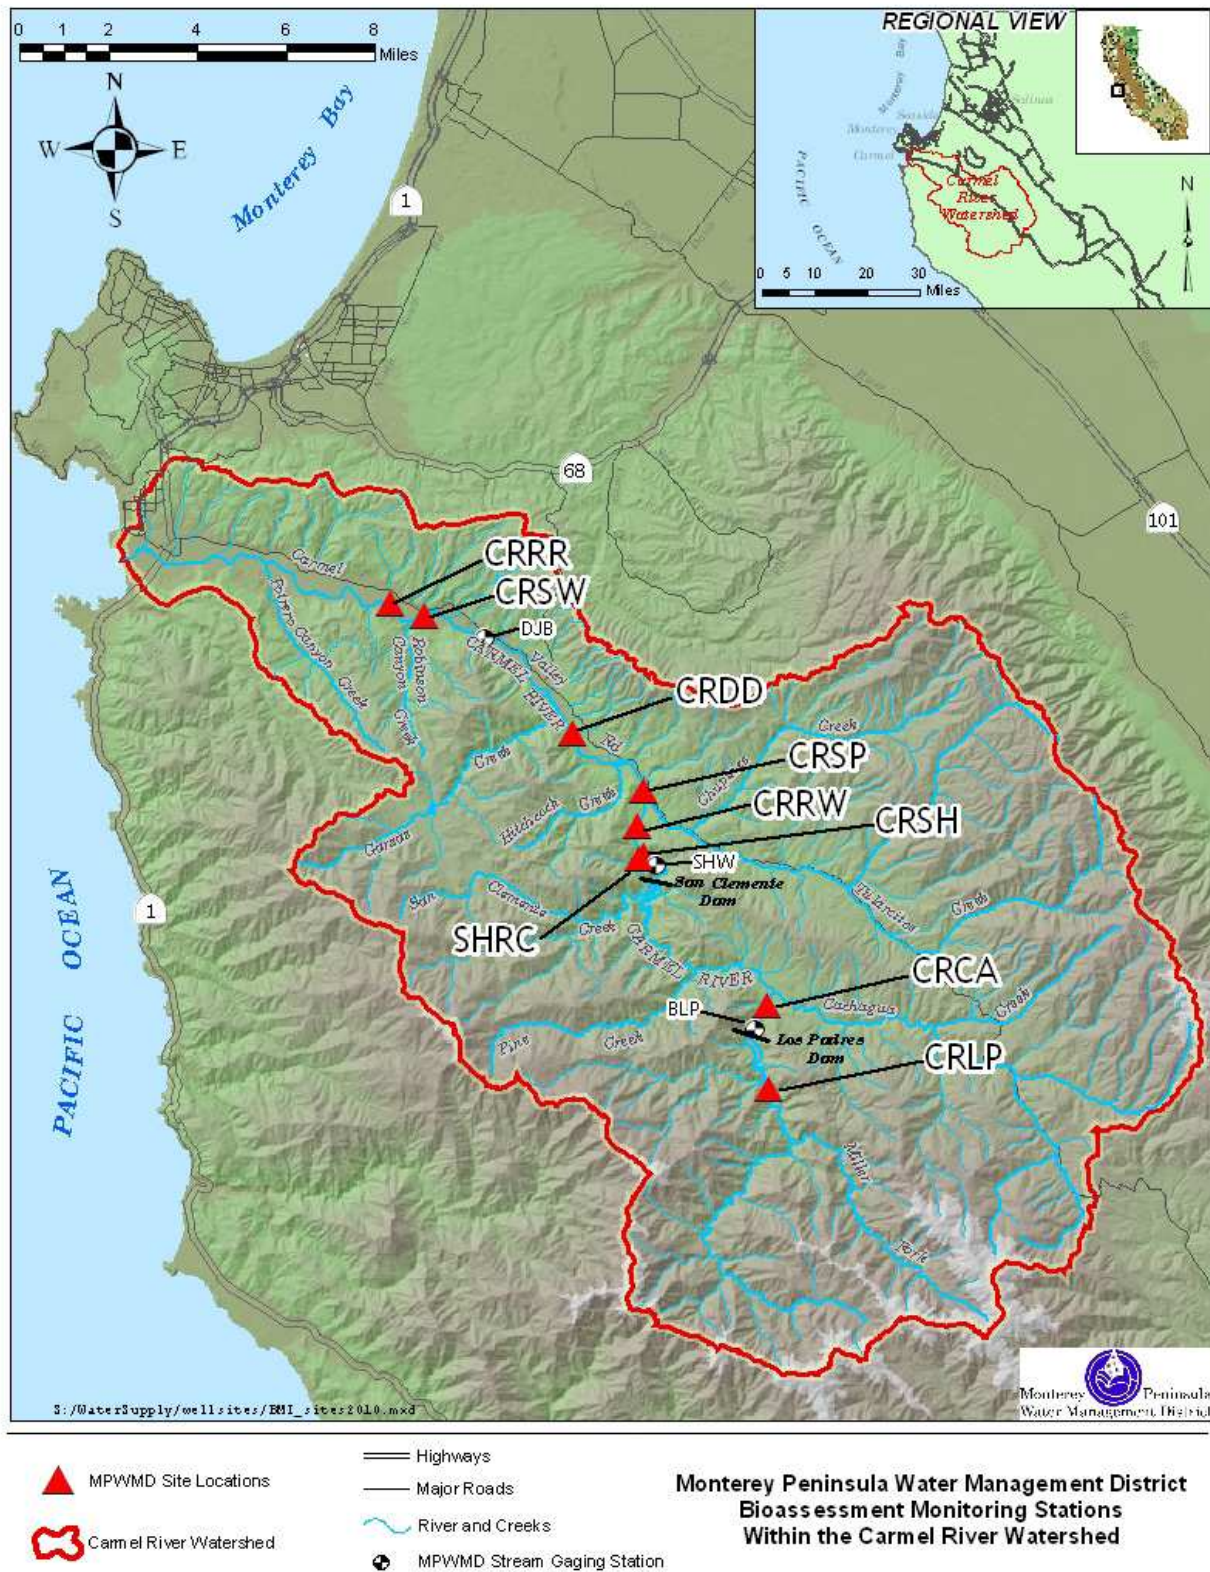 0 1 2 4 6 8
Miles
N
W E
S
Monterey Bay
1
REGIONAL VIEW
Monterey Bay
Salinas
Seaside
Monterey
Carmel
PACIFIC OCEAN
Carmel
River
Watershed
N
0 5 10 20 30
Miles
68
101
CRRR
CRSW
DJB
Carmel
Valley
Rd
CARMEL RIVER
Potrero Canyon Creek
Robinson
Canyon
Creek
CRDD
CRSP
CRRW
CRSH
SHW
San Clemente
Dam
SHRC
Chupines Creek
Hitchcock Creek
Garzas Creek
San Clemente Creek
Tularcitos Creek
CARMEL RIVER
CRCA
Cachagua Creek
BLP
Los Padres
Dam
Pine Creek
CRLP
Miller Fork
1
PACIFIC OCEAN
S:/WaterSupply/wellsites/BMI_sites2010.mxd
Monterey Peninsula
Water Management District
MPWMD Site Locations
Carmel River Watershed
Highways
Major Roads
River and Creeks
MPWMD Stream Gaging Station
Monterey Peninsula Water Management District
Bioassessment Monitoring Stations
Within the Carmel River Watershed